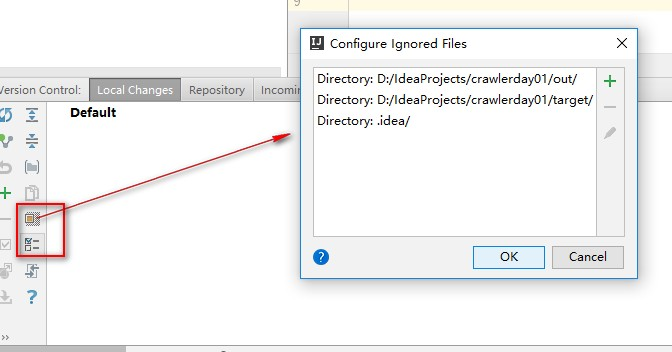 9
Configure Ignored Files
Directory: D:/IdeaProjects/crawlerday01/out/
Directory: D:/IdeaProjects/crawlerday01/target/
Directory: .idea/
Version Control: Local Changes Repository Incomin
Default
OK Cancel